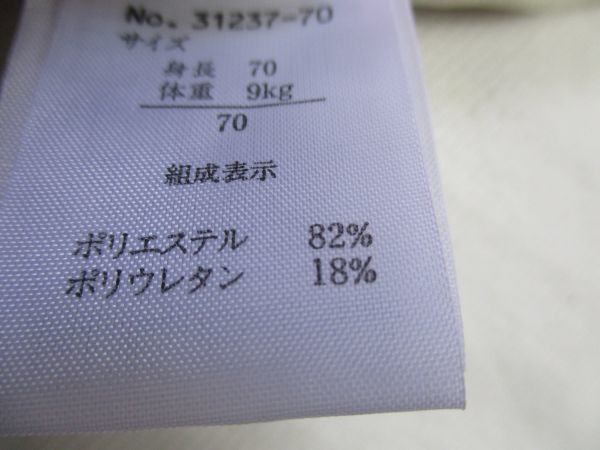 No. 31237-70
サイズ
身長 70
体重 9kg
70
組成表示
ポリエステル 82%
ポリウレタン 18%